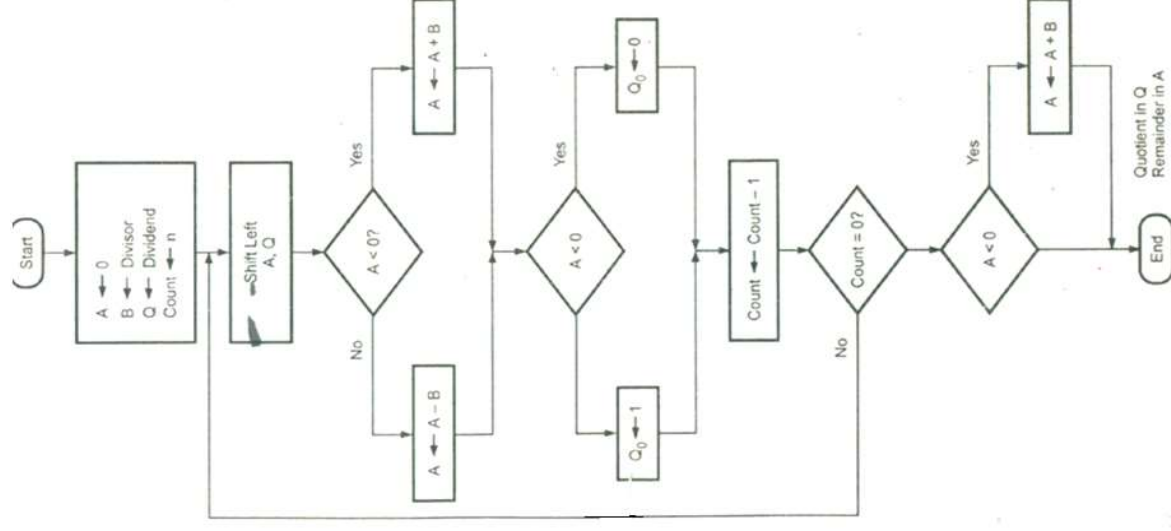 Start
A ← 0
B ← Divisor
Q ← Dividend
Count ← n
Shift Left
A, Q
A < 0?
No
Yes
A ← A − B
A ← A + B
A < 0
Yes
Q₀ ← 1
Q₀ ← 0
Count ← Count − 1
Count = 0?
No
A < 0
Yes
A ← A + B
End
Quotient in Q
Remainder in A